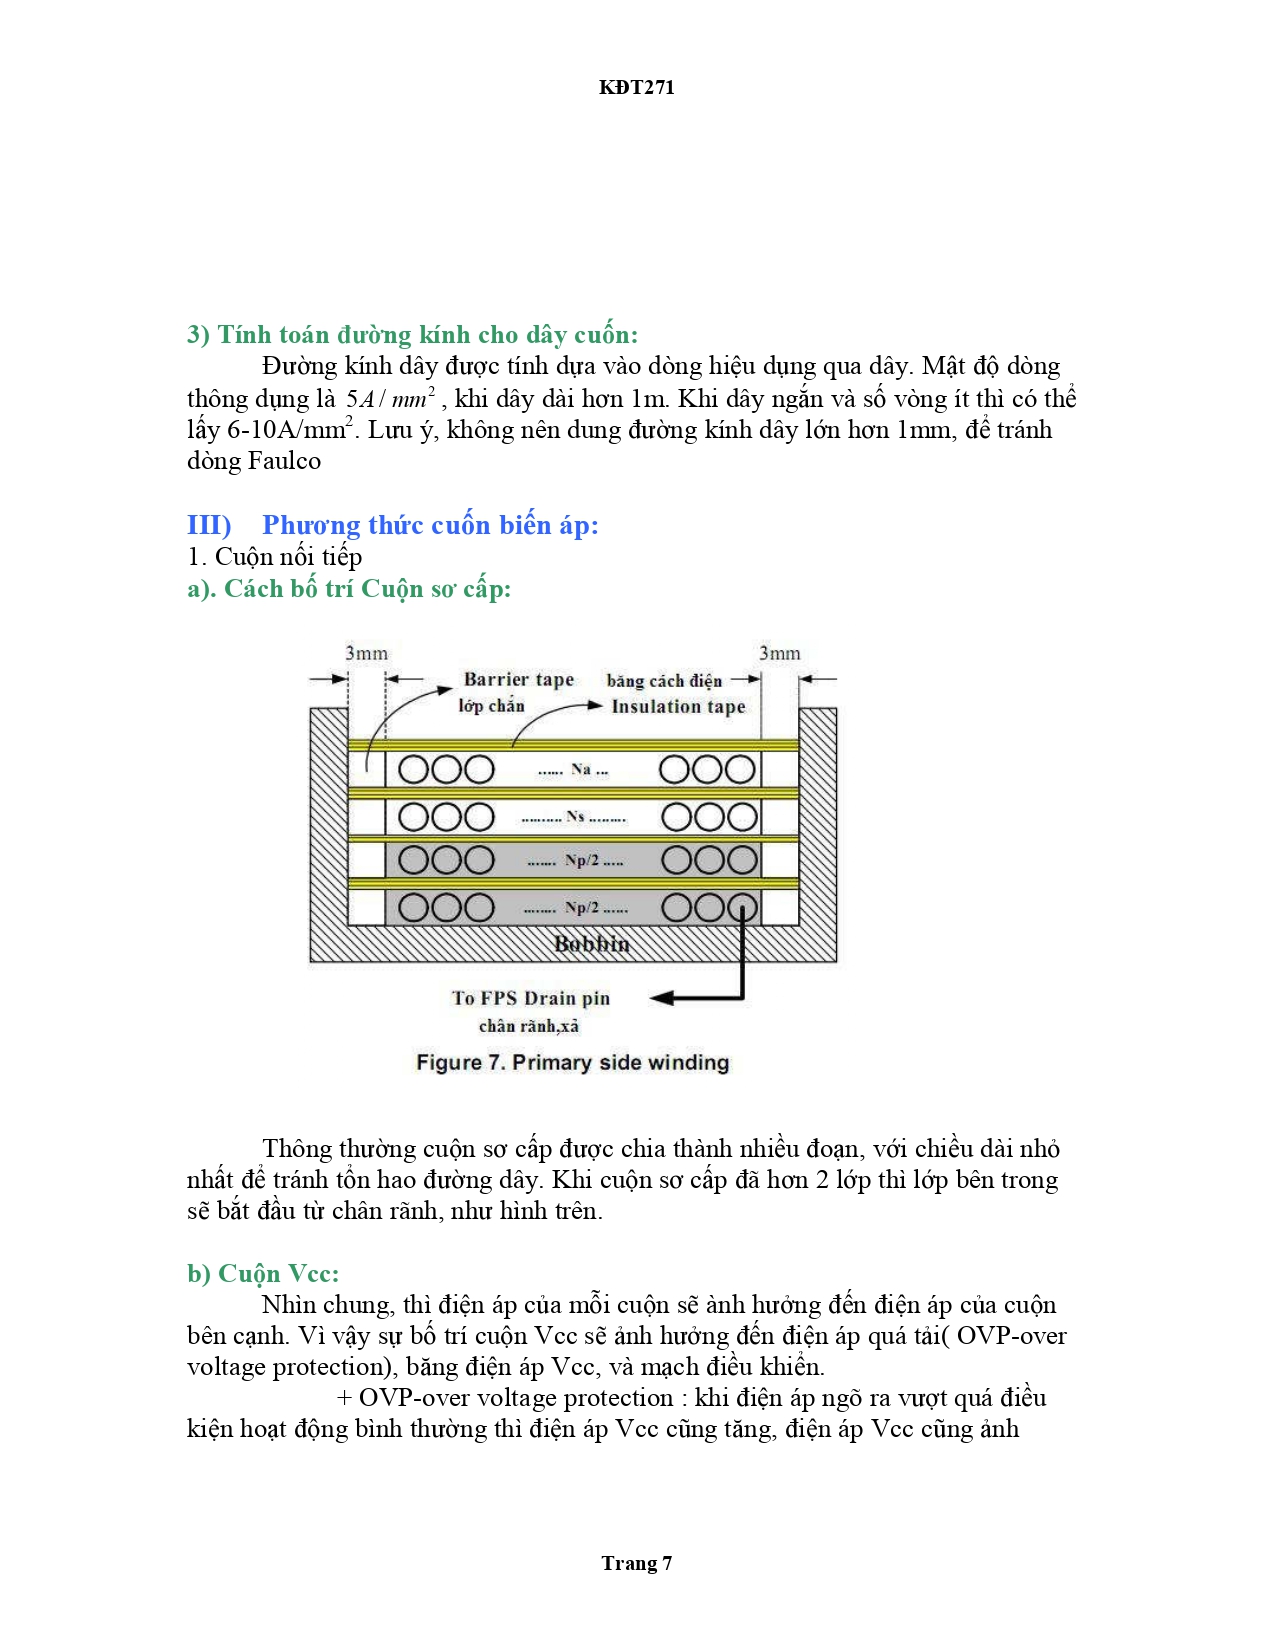 KĐT271
3) Tính toán đường kính cho dây cuốn:
Đường kính dây được tính dựa vào dòng hiệu dụng qua dây. Mật độ dòng
thông dụng là 5A / mm², khi dây dài hơn 1m. Khi dây ngắn và số vòng ít thì có thể
lấy 6-10A/mm². Lưu ý, không nên dung đường kính dây lớn hơn 1mm, để tránh
dòng Faulco
III) Phương thức cuốn biến áp:
1. Cuộn nối tiếp
a). Cách bố trí Cuộn sơ cấp:
3mm 3mm
Barrier tape băng cách điện
lớp chắn Insulation tape
...... Na ...
.......... Ns .........
....... Np/2 .....
........ Np/2 ......
Bobbin
To FPS Drain pin
chân rãnh,xả
Figure 7. Primary side winding
Thông thường cuộn sơ cấp được chia thành nhiều đoạn, với chiều dài nhỏ
nhất để tránh tổn hao đường dây. Khi cuộn sơ cấp đã hơn 2 lớp thì lớp bên trong
sẽ bắt đầu từ chân rãnh, như hình trên.
b) Cuộn Vcc:
Nhìn chung, thì điện áp của mỗi cuộn sẽ ành hưởng đến điện áp của cuộn
bên cạnh. Vì vậy sự bố trí cuộn Vcc sẽ ảnh hưởng đến điện áp quá tải( OVP-over
voltage protection), băng điện áp Vcc, và mạch điều khiển.
+ OVP-over voltage protection : khi điện áp ngõ ra vượt quá điều
kiện hoạt động bình thường thì điện áp Vcc cũng tăng, điện áp Vcc cũng ảnh
Trang 7